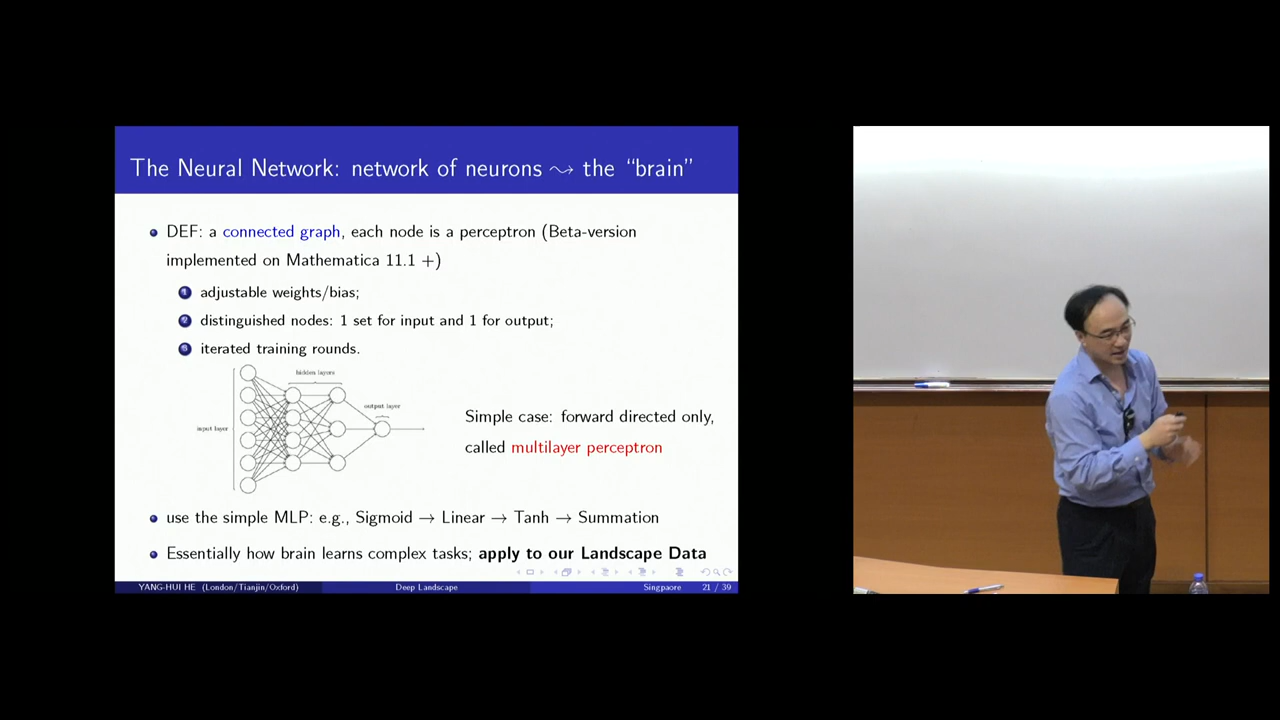 The Neural Network: network of neurons ⤳ the “brain”
DEF: a connected graph, each node is a perceptron (Beta-version
implemented on Mathematica 11.1 +)
1 adjustable weights/bias;
2 distinguished nodes: 1 set for input and 1 for output;
3 iterated training rounds.
hidden layers
output layer
input layer
Simple case: forward directed only,
called multilayer perceptron
use the simple MLP: e.g., Sigmoid → Linear → Tanh → Summation
Essentially how brain learns complex tasks; apply to our Landscape Data
YANG-HUI HE (London/Tianjin/Oxford) Deep Landscape Singpaore 21 / 39